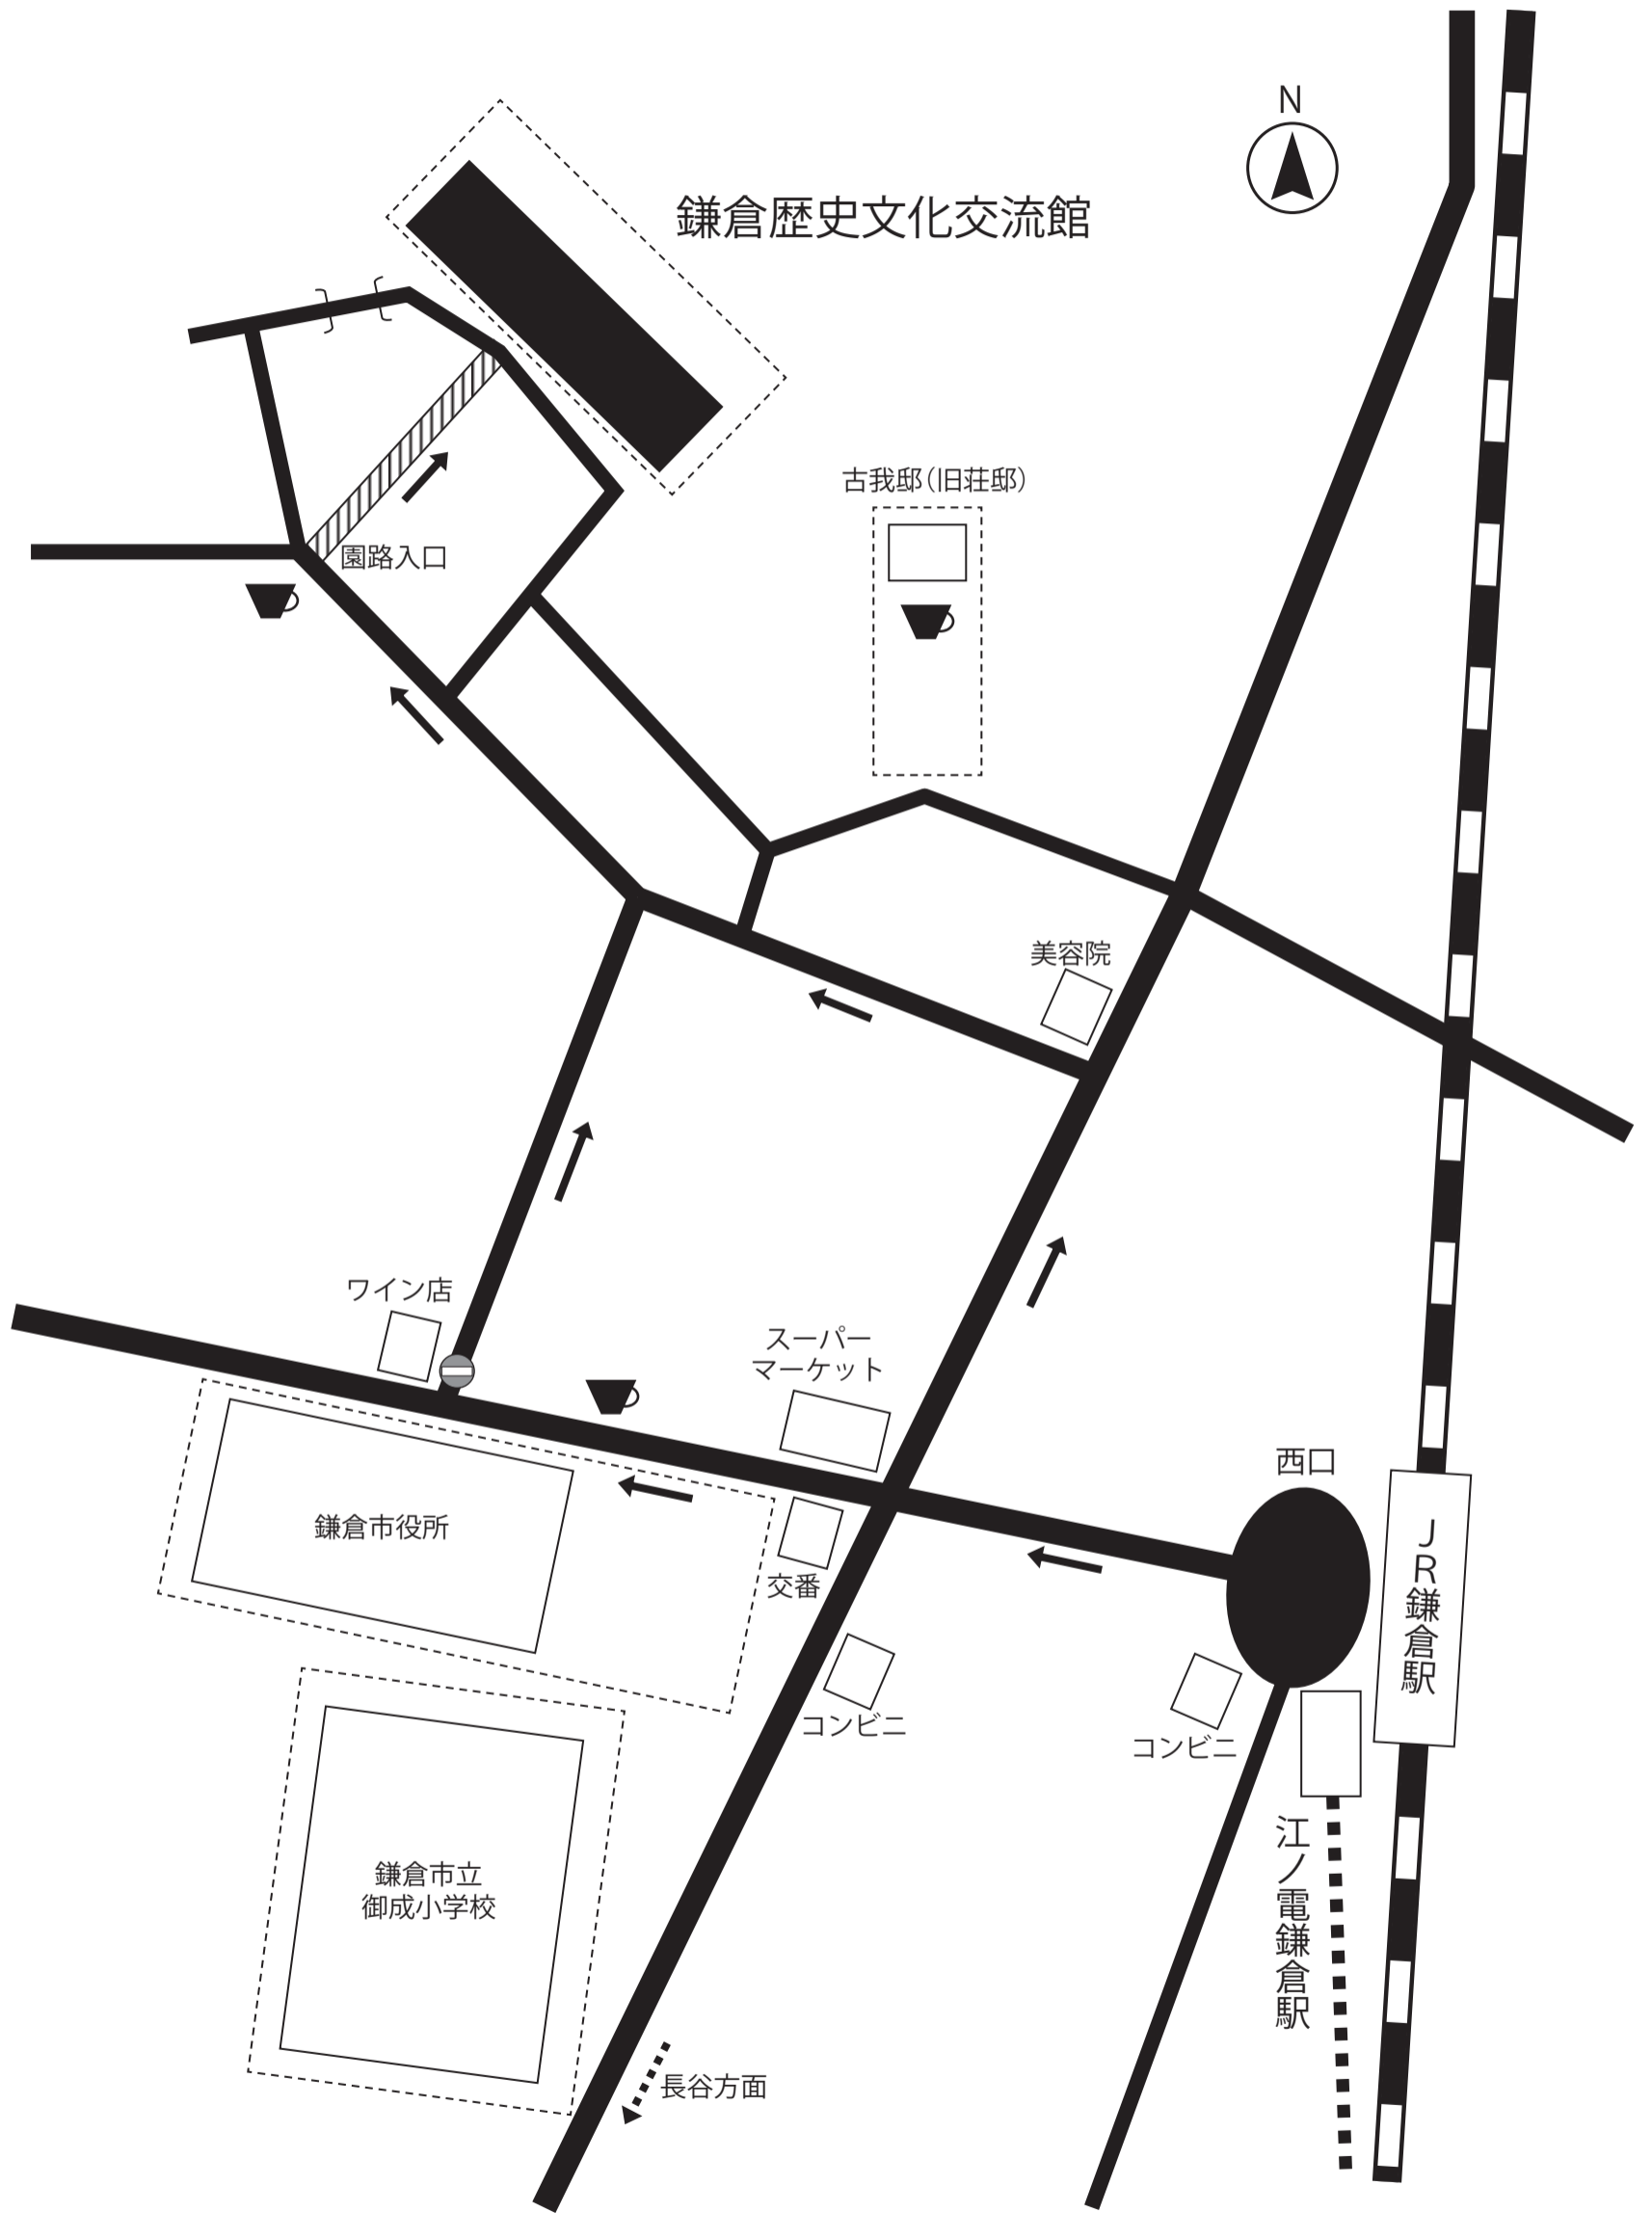 N
鎌倉歴史文化交流館
古我邸（旧荘邸）
園路入口
美容院
ワイン店
スーパー
マーケット
西口
JR鎌倉駅
鎌倉市役所
交番
コンビニ
コンビニ
江ノ電鎌倉駅
鎌倉市立
御成小学校
長谷方面